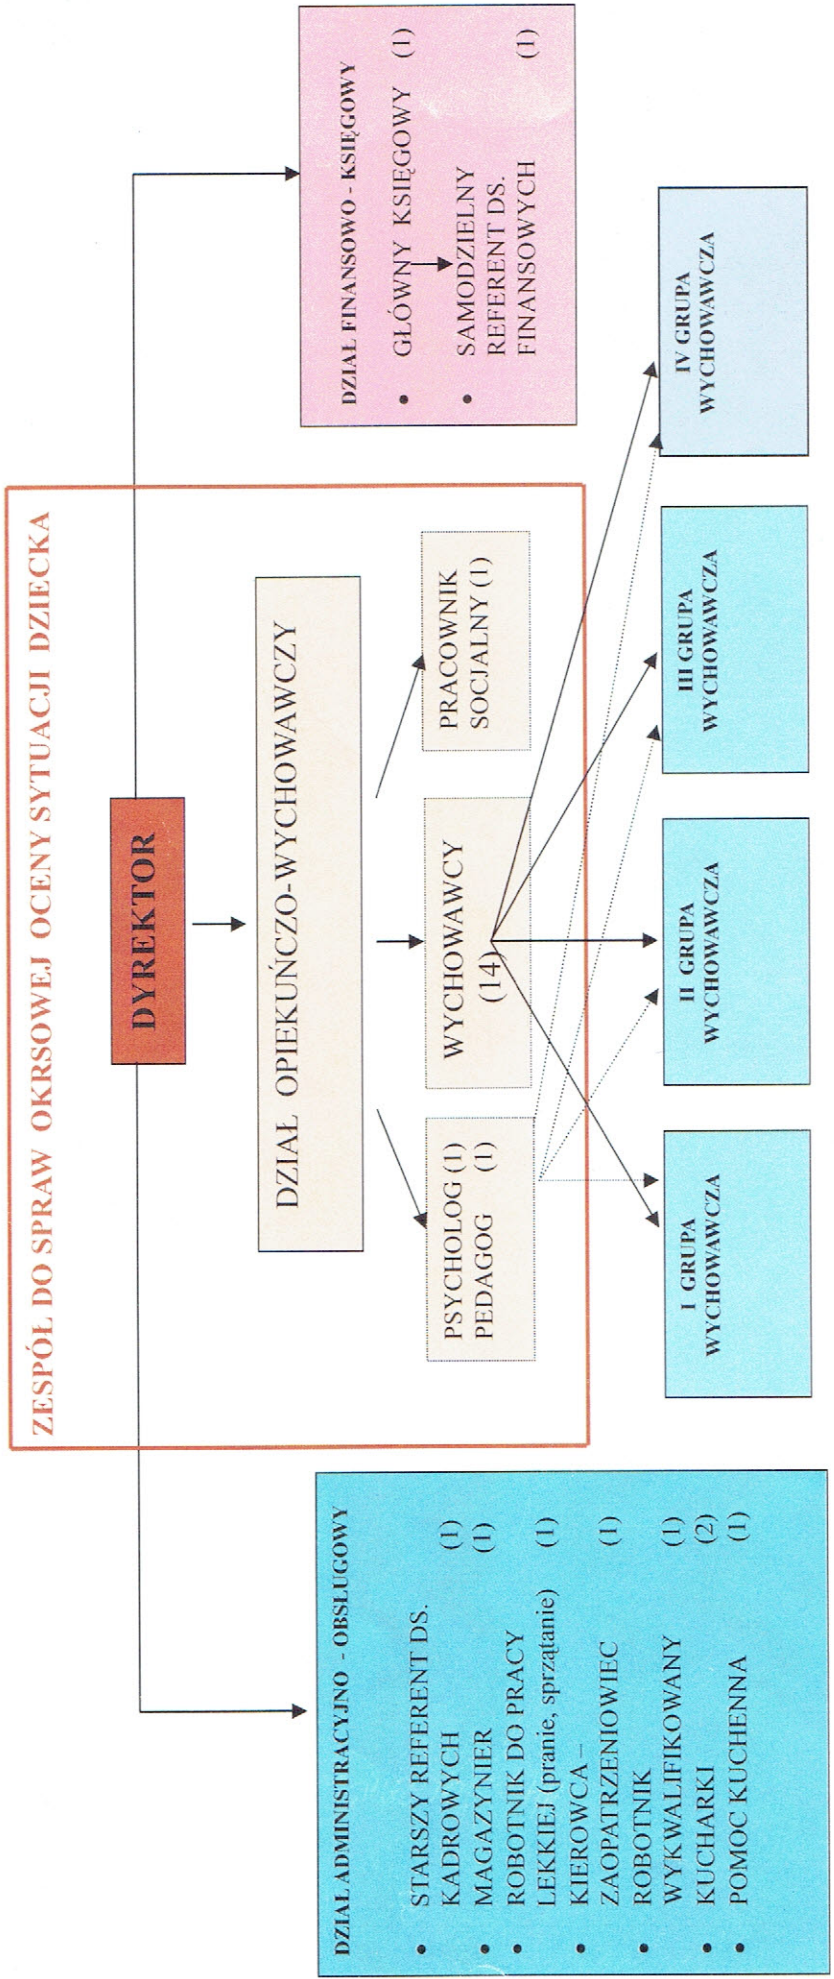 ZESPÓŁ DO SPRAW OKRSOWEJ OCENY SYTUACJI DZIECKA
DYREKTOR
DZIAŁ OPIEKUŃCZO-WYCHOWAWCZY
PSYCHOLOG (1)
PEDAGOG (1)
WYCHOWAWCY
(14)
PRACOWNIK
SOCJALNY (1)
DZIAŁ ADMINISTRACYJNO - OBSŁUGOWY
• STARSZY REFERENT DS.
KADROWYCH (1)
• MAGAZYNIER (1)
• ROBOTNIK DO PRACY
LEKKIEJ (pranie, sprzątanie) (1)
• KIEROWCA –
ZAOPATRZENIOWIEC (1)
• ROBOTNIK
WYKWALIFIKOWANY (1)
• KUCHARKI (2)
• POMOC KUCHENNA (1)
DZIAŁ FINANSOWO - KSIĘGOWY
• GŁÓWNY KSIĘGOWY (1)
• SAMODZIELNY
REFERENT DS.
FINANSOWYCH (1)
I GRUPA
WYCHOWAWCZA
II GRUPA
WYCHOWAWCZA
III GRUPA
WYCHOWAWCZA
IV GRUPA
WYCHOWAWCZA